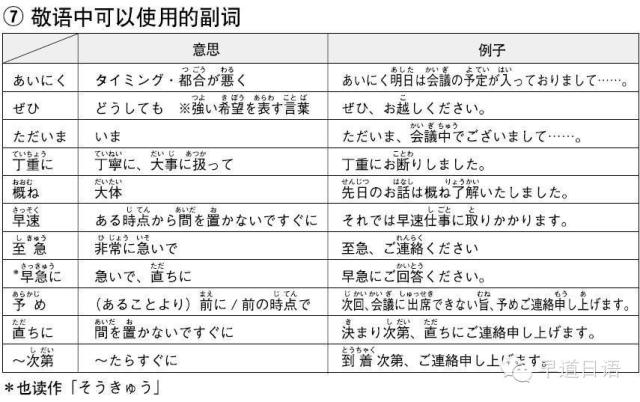 ⑦ 敬语中可以使用的副词
意思 例子
あいにく タイミング・都合が悪く あいにく明日は会議の予定が入っておりまして……。
ぜひ どうしても ※強い希望を表す言葉 ぜひ、お越しください。
ただいま いま ただいま、会議中でございまして……。
丁重に 丁寧に、大事に扱って 丁重にお断りしました。
概ね 大体 先日のお話は概ね了解いたしました。
早速 ある時点から間を置かないですぐに それでは早速仕事に取りかかります。
至急 非常に急いで 至急、ご連絡ください
*早急に 急いで、直ちに 早急にご回答ください。
予め （あることより）前に/前の時点で 次回、会議に出席できない旨、予めご連絡申し上げます。
直ちに 間を置かないですぐに 決まり次第、直ちにご連絡申し上げます。
～次第 ～たらすぐに 到着次第、ご連絡申し上げます。
*也读作「そうきゅう」
早道日语